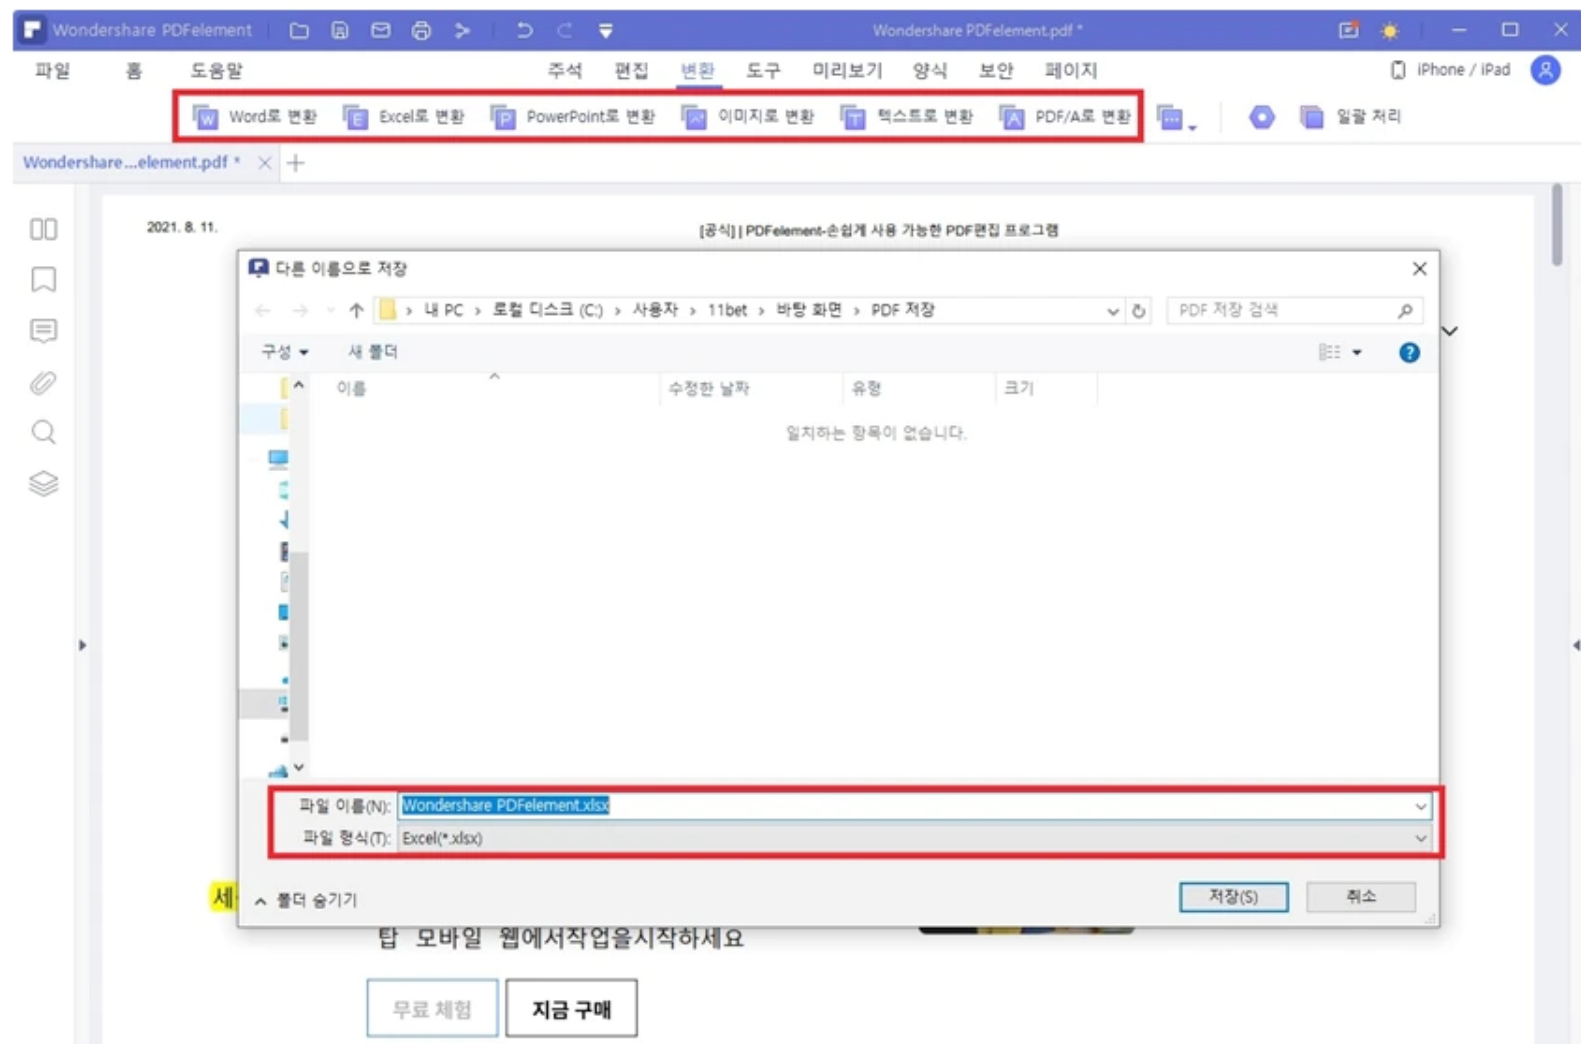 Wondershare PDFelement
Wondershare PDFelement.pdf *
파일 홈 도움말 주석 편집 변환 도구 미리보기 양식 보안 페이지 iPhone / iPad
Word로 변환 Excel로 변환 PowerPoint로 변환 이미지로 변환 텍스트로 변환 PDF/A로 변환 일괄 처리
Wondershare...element.pdf *
2021. 8. 11.
[공식] | PDFelement-손쉽게 사용 가능한 PDF편집 프로그램
다른 이름으로 저장
내 PC › 로컬 디스크 (C:) › 사용자 › 11bet › 바탕 화면 › PDF 저장
PDF 저장 검색
구성 새 폴더
이름 수정한 날짜 유형 크기
일치하는 항목이 없습니다.
파일 이름(N): Wondershare PDFelement.xlsx
파일 형식(T): Excel(*.xlsx)
세
폴더 숨기기
저장(S) 취소
탑 모바일 웹에서작업을시작하세요
무료 체험 지금 구매